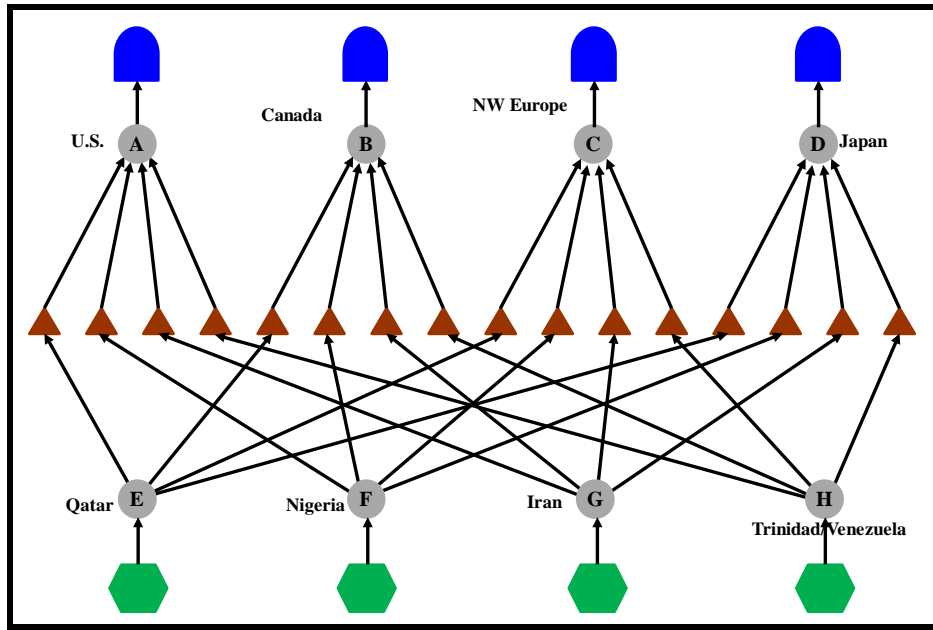 Canada
NW Europe
U.S.
A
B
C
D
Japan
Qatar
E
Nigeria
F
Iran
G
H
Trinidad/Venezuela